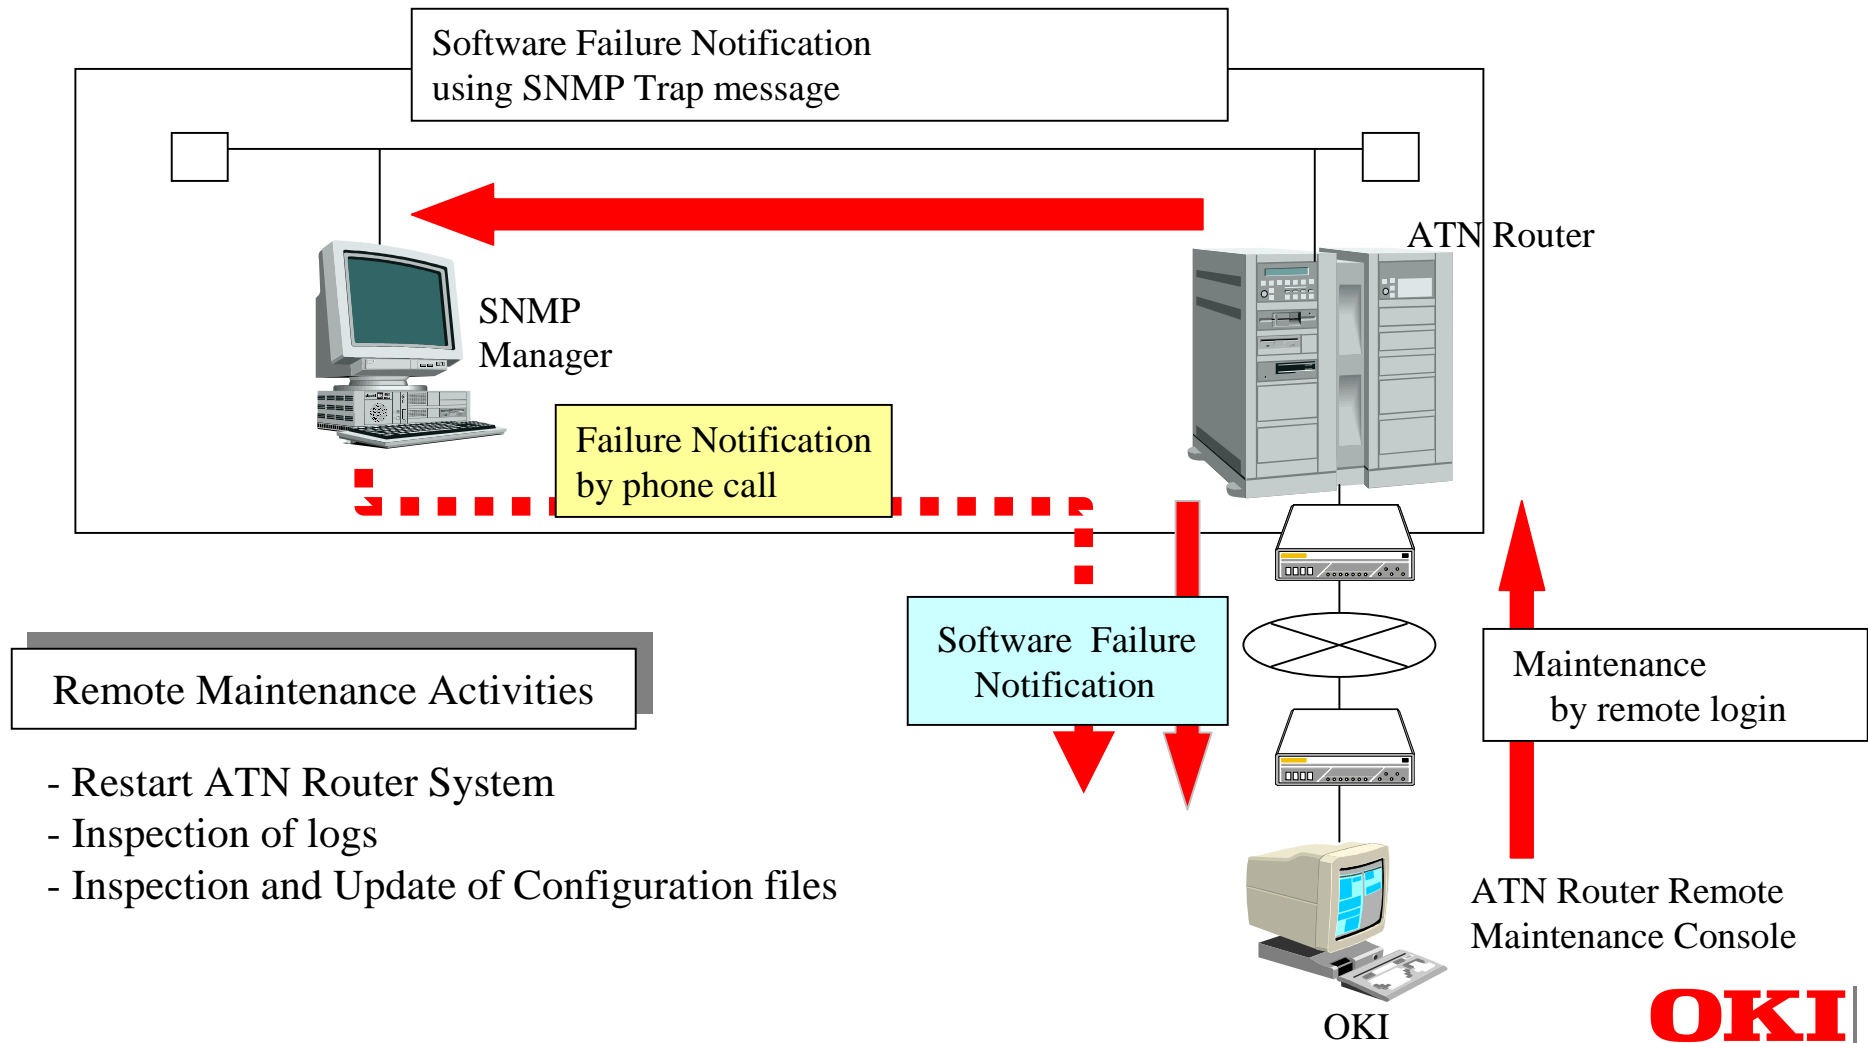 Software Failure Notification
using SNMP Trap message
ATN Router
SNMP
Manager
Failure Notification
by phone call
Software Failure
Notification
Maintenance
by remote login
Remote Maintenance Activities
- Restart ATN Router System
- Inspection of logs
- Inspection and Update of Configuration files
ATN Router Remote
Maintenance Console
OKI
OKI